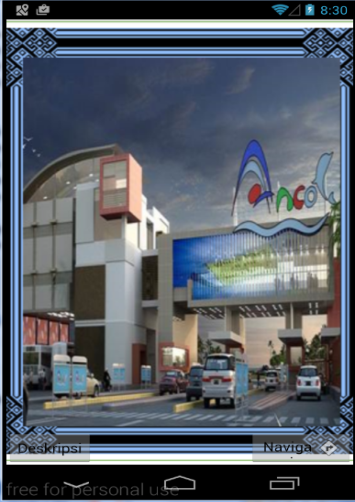 8:30
Ancol
Deskripsi
Naviga
free for personal use